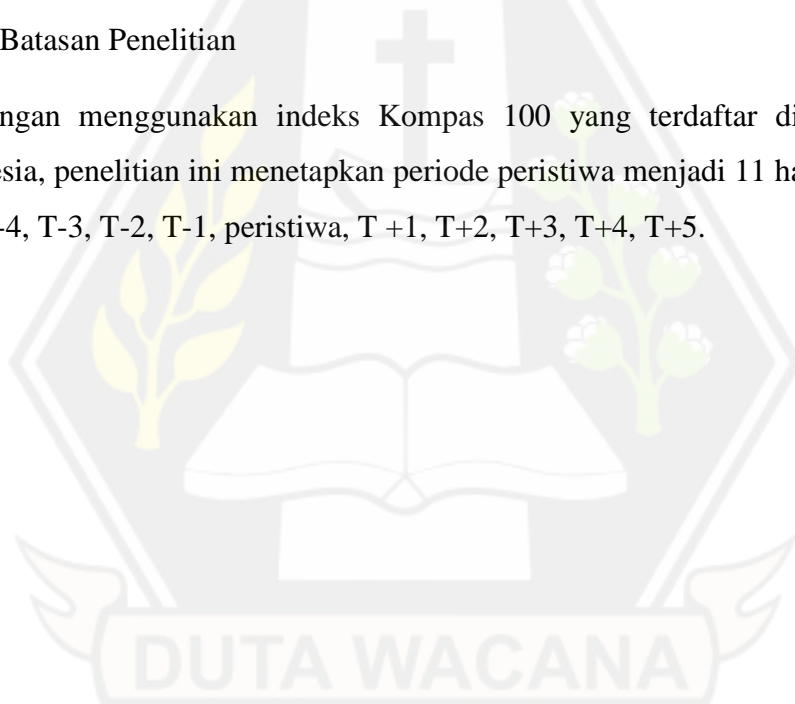 Batasan Penelitian
ngan menggunakan indeks Kompas 100 yang terdaftar di
esia, penelitian ini menetapkan periode peristiwa menjadi 11 ha
-4, T-3, T-2, T-1, peristiwa, T +1, T+2, T+3, T+4, T+5.
DUTA WACANA